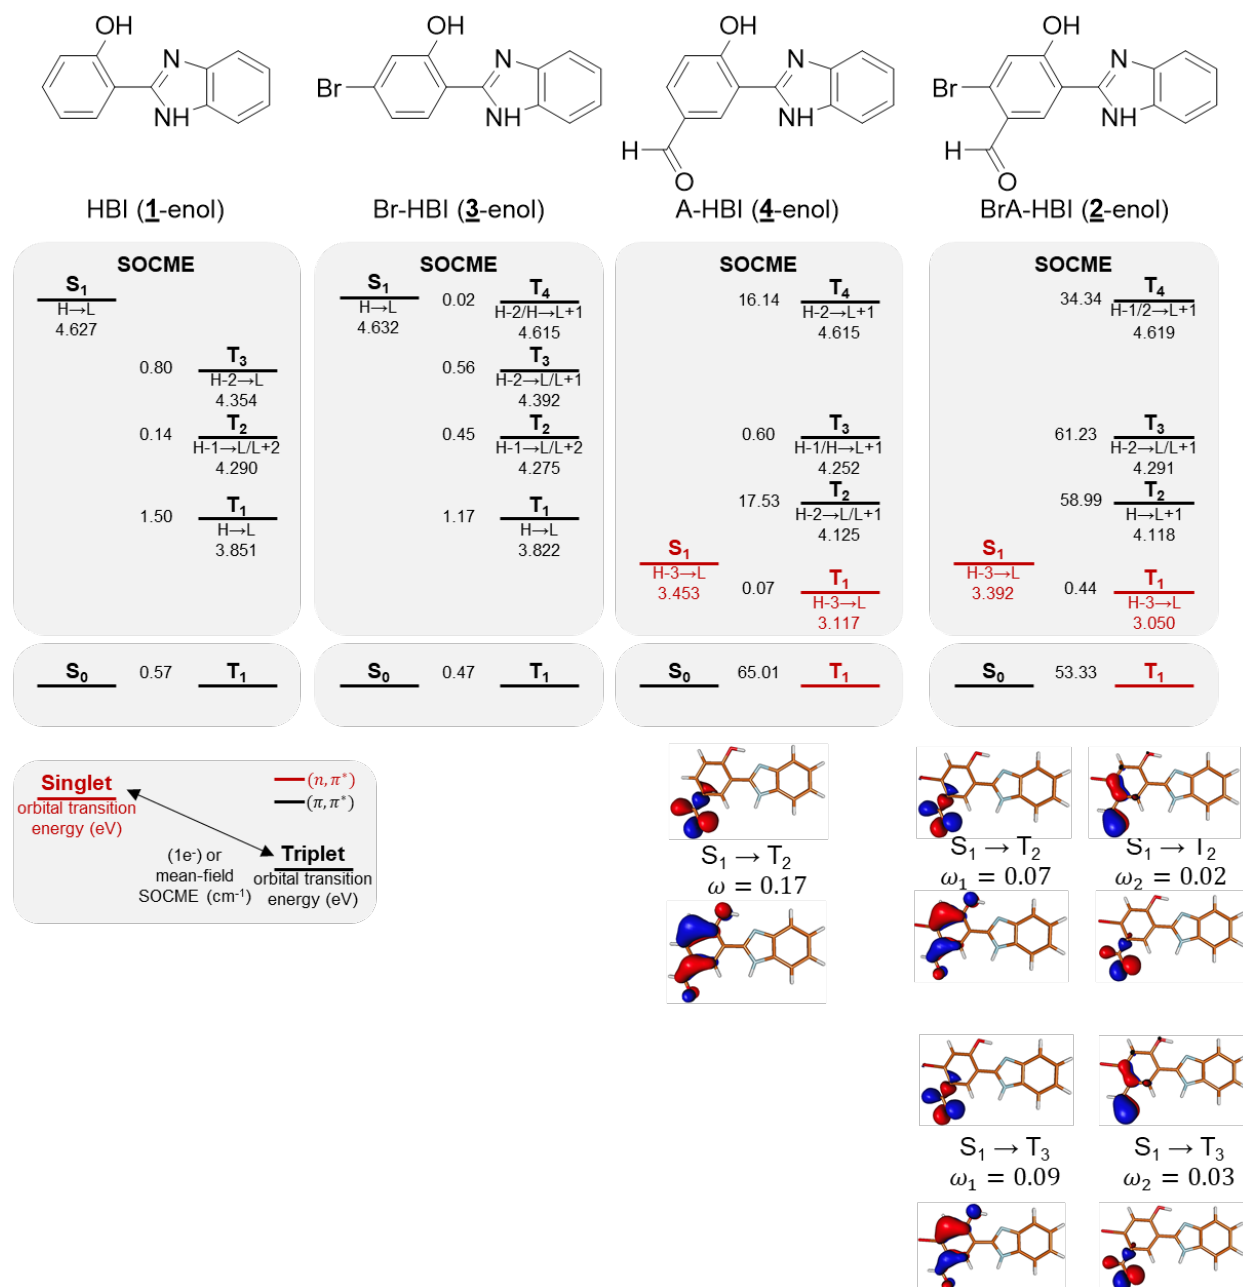 OH
N
NH
HBI (1-enol)
OH
Br
N
NH
Br-HBI (3-enol)
OH
N
NH
H
O
A-HBI (4-enol)
OH
Br
N
NH
H
O
BrA-HBI (2-enol)
SOCME
S₁
H→L
4.627
0.80
T₃
H-2→L
4.354
0.14
T₂
H-1→L/L+2
4.290
1.50
T₁
H→L
3.851
S₀
0.57
T₁
SOCME
S₁
H→L
4.632
0.02
T₄
H-2/H→L+1
4.615
0.56
T₃
H-2→L/L+1
4.392
0.45
T₂
H-1→L/L+2
4.275
1.17
T₁
H→L
3.822
S₀
0.47
T₁
SOCME
16.14
T₄
H-2→L+1
4.615
0.60
T₃
H-1/H→L+1
4.252
17.53
T₂
H-2→L/L+1
4.125
S₁
H-3→L
3.453
0.07
T₁
H-3→L
3.117
S₀
65.01
T₁
SOCME
34.34
T₄
H-1/2→L+1
4.619
61.23
T₃
H-2→L/L+1
4.291
58.99
T₂
H→L+1
4.118
S₁
H-3→L
3.392
0.44
T₁
H-3→L
3.050
S₀
53.33
T₁
Singlet
orbital transition
energy (eV)
(n, π*)
(π, π*)
(1e⁻) or
mean-field
SOCME (cm⁻¹)
Triplet
orbital transition
energy (eV)
S₁ → T₂
ω = 0.17
S₁ → T₂
ω₁ = 0.07
S₁ → T₂
ω₂ = 0.02
S₁ → T₃
ω₁ = 0.09
S₁ → T₃
ω₂ = 0.03